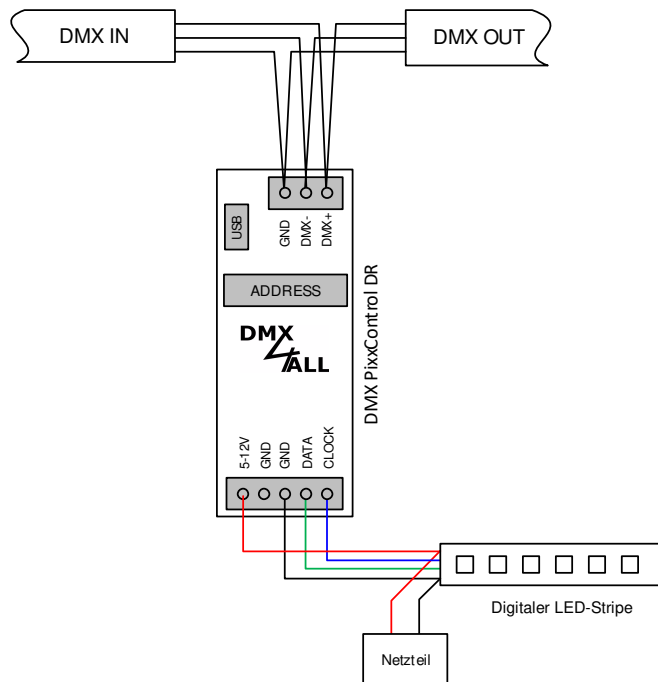 DMX IN
DMX OUT
GND
DMX-
DMX+
USB
ADDRESS
DMX
4
ALL
DMX PixxControl DR
5-12V
GND
GND
DATA
CLOCK
Digitaler LED-Stripe
Netzteil